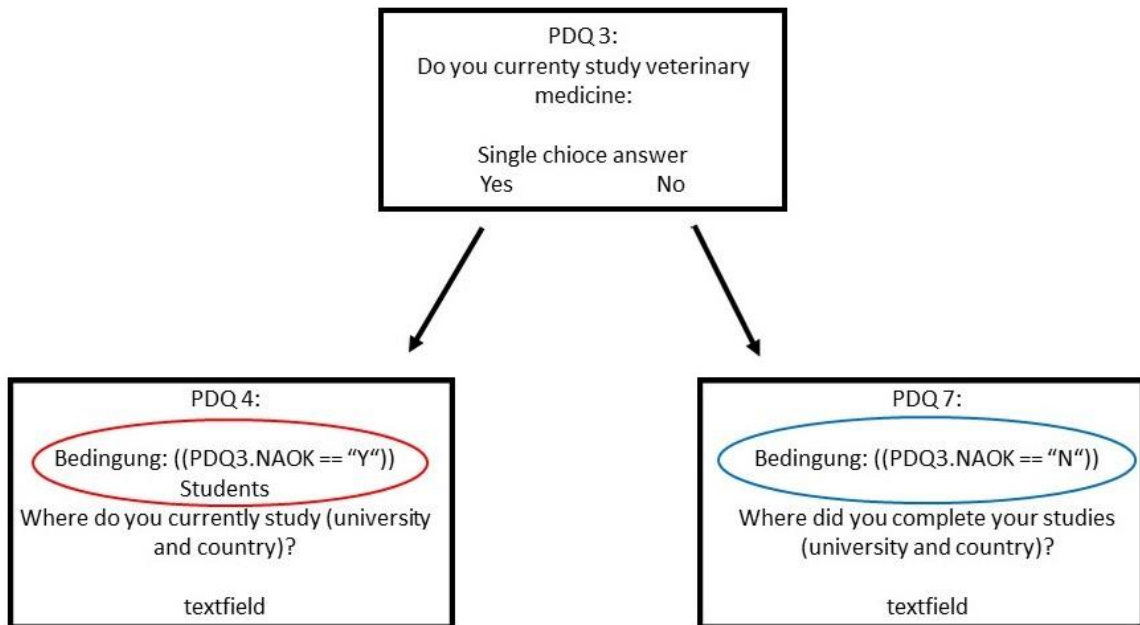 PDQ 3:
Do you currenty study veterinary
medicine:
Single chioce answer
Yes No
PDQ 4:
Bedingung: ((PDQ3.NAOK == “Y“))
Students
Where do you currently study (university
and country)?
textfield
PDQ 7:
Bedingung: ((PDQ3.NAOK == “N“))
Where did you complete your studies
(university and country)?
textfield